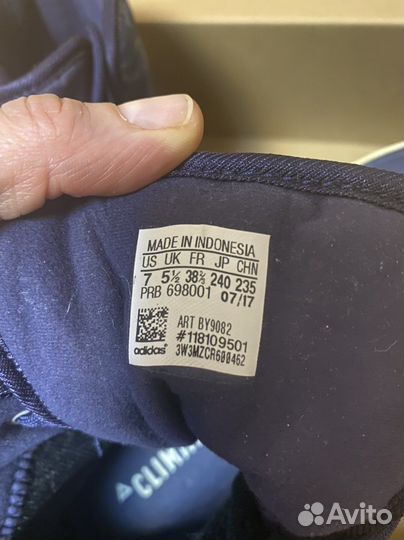 MADE IN INDONESIA
US UK FR JP CHN
7 5½ 38⅔ 240 235
PRB 698001 07/17
ART BY9082
#118109501
adidas 3W3MZCR600462
CLIMA
Avito